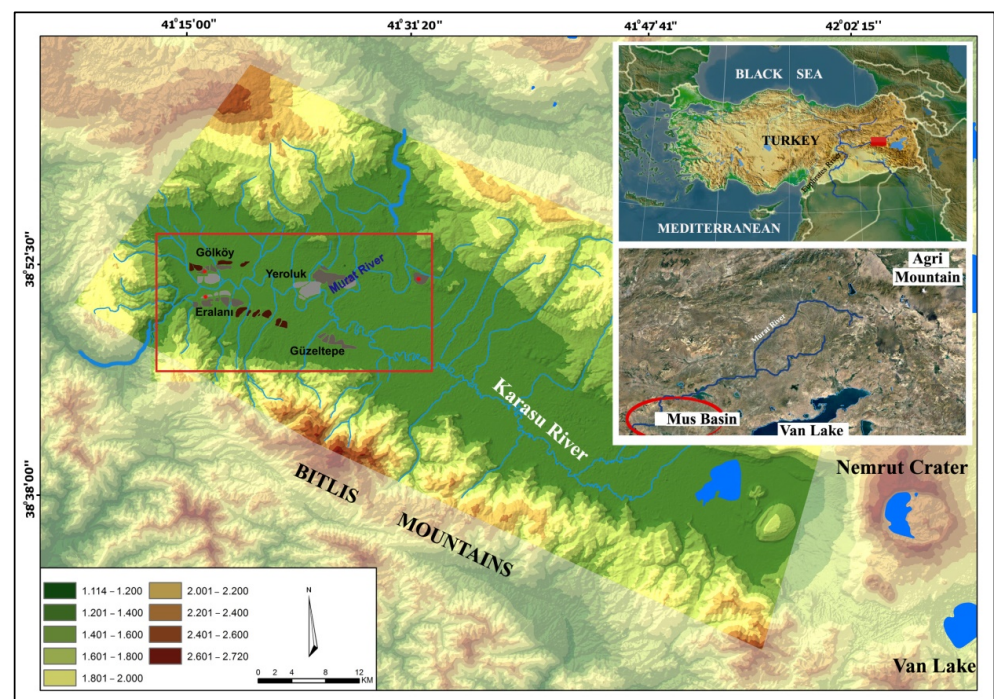 41°15'00"
41°31'20"
41°47'41"
42°02'15"
38°52'30"
38°38'00"
BLACK SEA
TURKEY
Euphrates River
MEDITERRANEAN
Agri
Mountain
Murat River
Mus Basin
Van Lake
Gölköy
Yeroluk
Murat River
Eralanı
Güzeltepe
Karasu River
BITLIS
MOUNTAINS
Nemrut Crater
Van Lake
1.114 – 1.200
1.201 – 1.400
1.401 – 1.600
1.601 – 1.800
1.801 – 2.000
2.001 – 2.200
2.201 – 2.400
2.401 – 2.600
2.601 – 2.720
N
0 2 4 8 12
KM